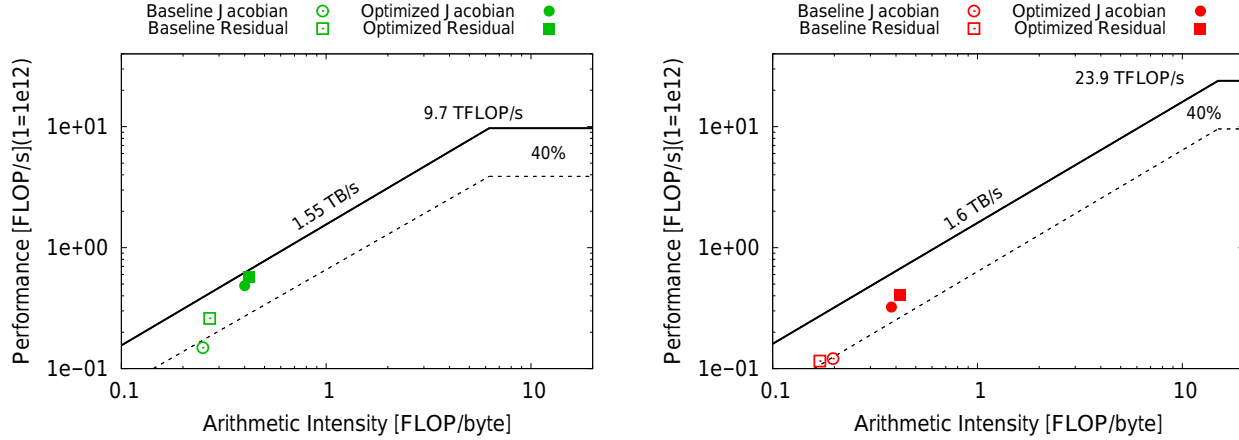 Baseline Jacobian Optimized Jacobian
Baseline Residual Optimized Residual
Performance [FLOP/s](1=1e12)
1e+01
1e+00
1e-01
9.7 TFLOP/s
40%
1.55 TB/s
0.1 1 10
Arithmetic Intensity [FLOP/byte]
Baseline Jacobian Optimized Jacobian
Baseline Residual Optimized Residual
Performance [FLOP/s](1=1e12)
1e+01
1e+00
1e-01
23.9 TFLOP/s
40%
1.6 TB/s
0.1 1 10
Arithmetic Intensity [FLOP/byte]